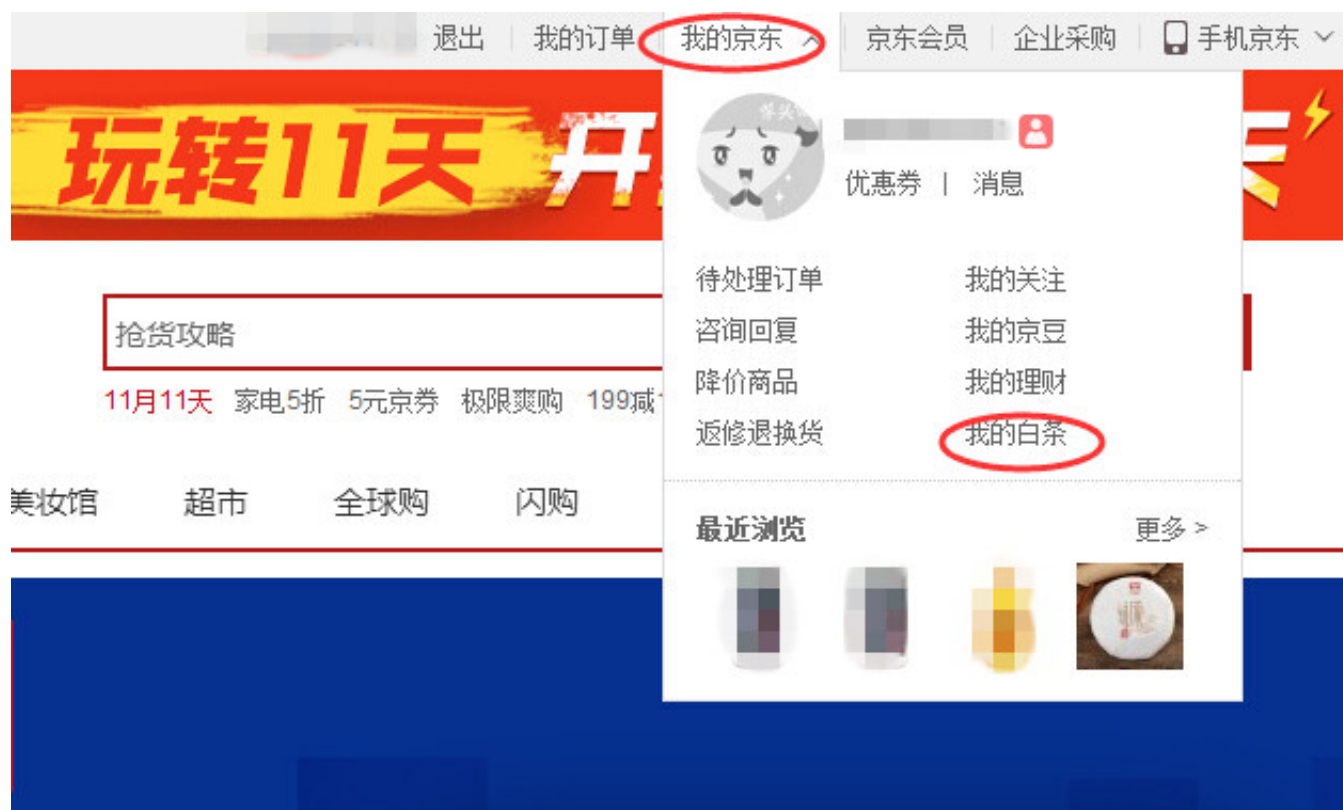 退出 我的订单 我的京东 京东会员 企业采购 手机京东
玩转11天 开
优惠券 | 消息
待处理订单 我的关注
抢货攻略
咨询回复 我的京豆
降价商品 我的理财
11月11天 家电5折 5元京券 极限爽购 199减
返修退换货 我的白条
美妆馆 超市 全球购 闪购
最近浏览 更多 >